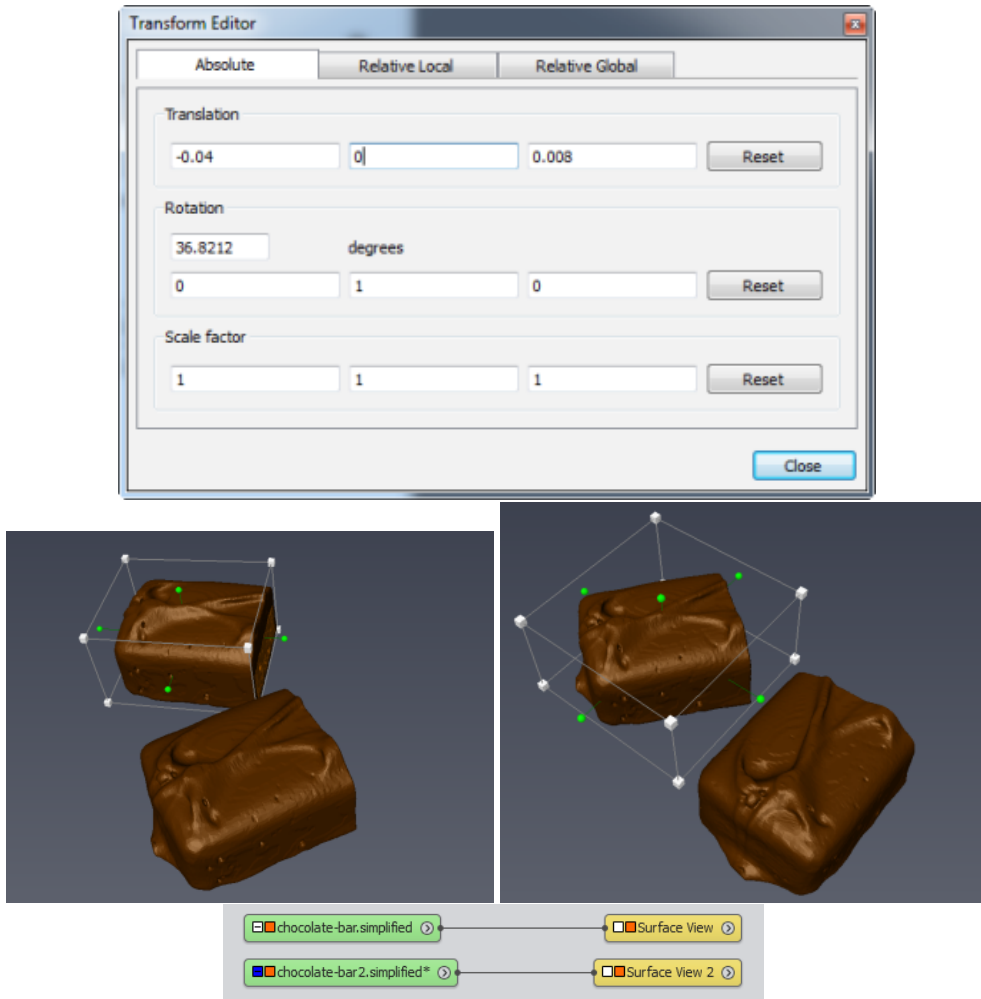 Transform Editor
Absolute Relative Local Relative Global
Translation
-0.04 0 0.008 Reset
Rotation
36.8212 degrees
0 1 0 Reset
Scale factor
1 1 1 Reset
Close
chocolate-bar.simplified Surface View
chocolate-bar2.simplified* Surface View 2